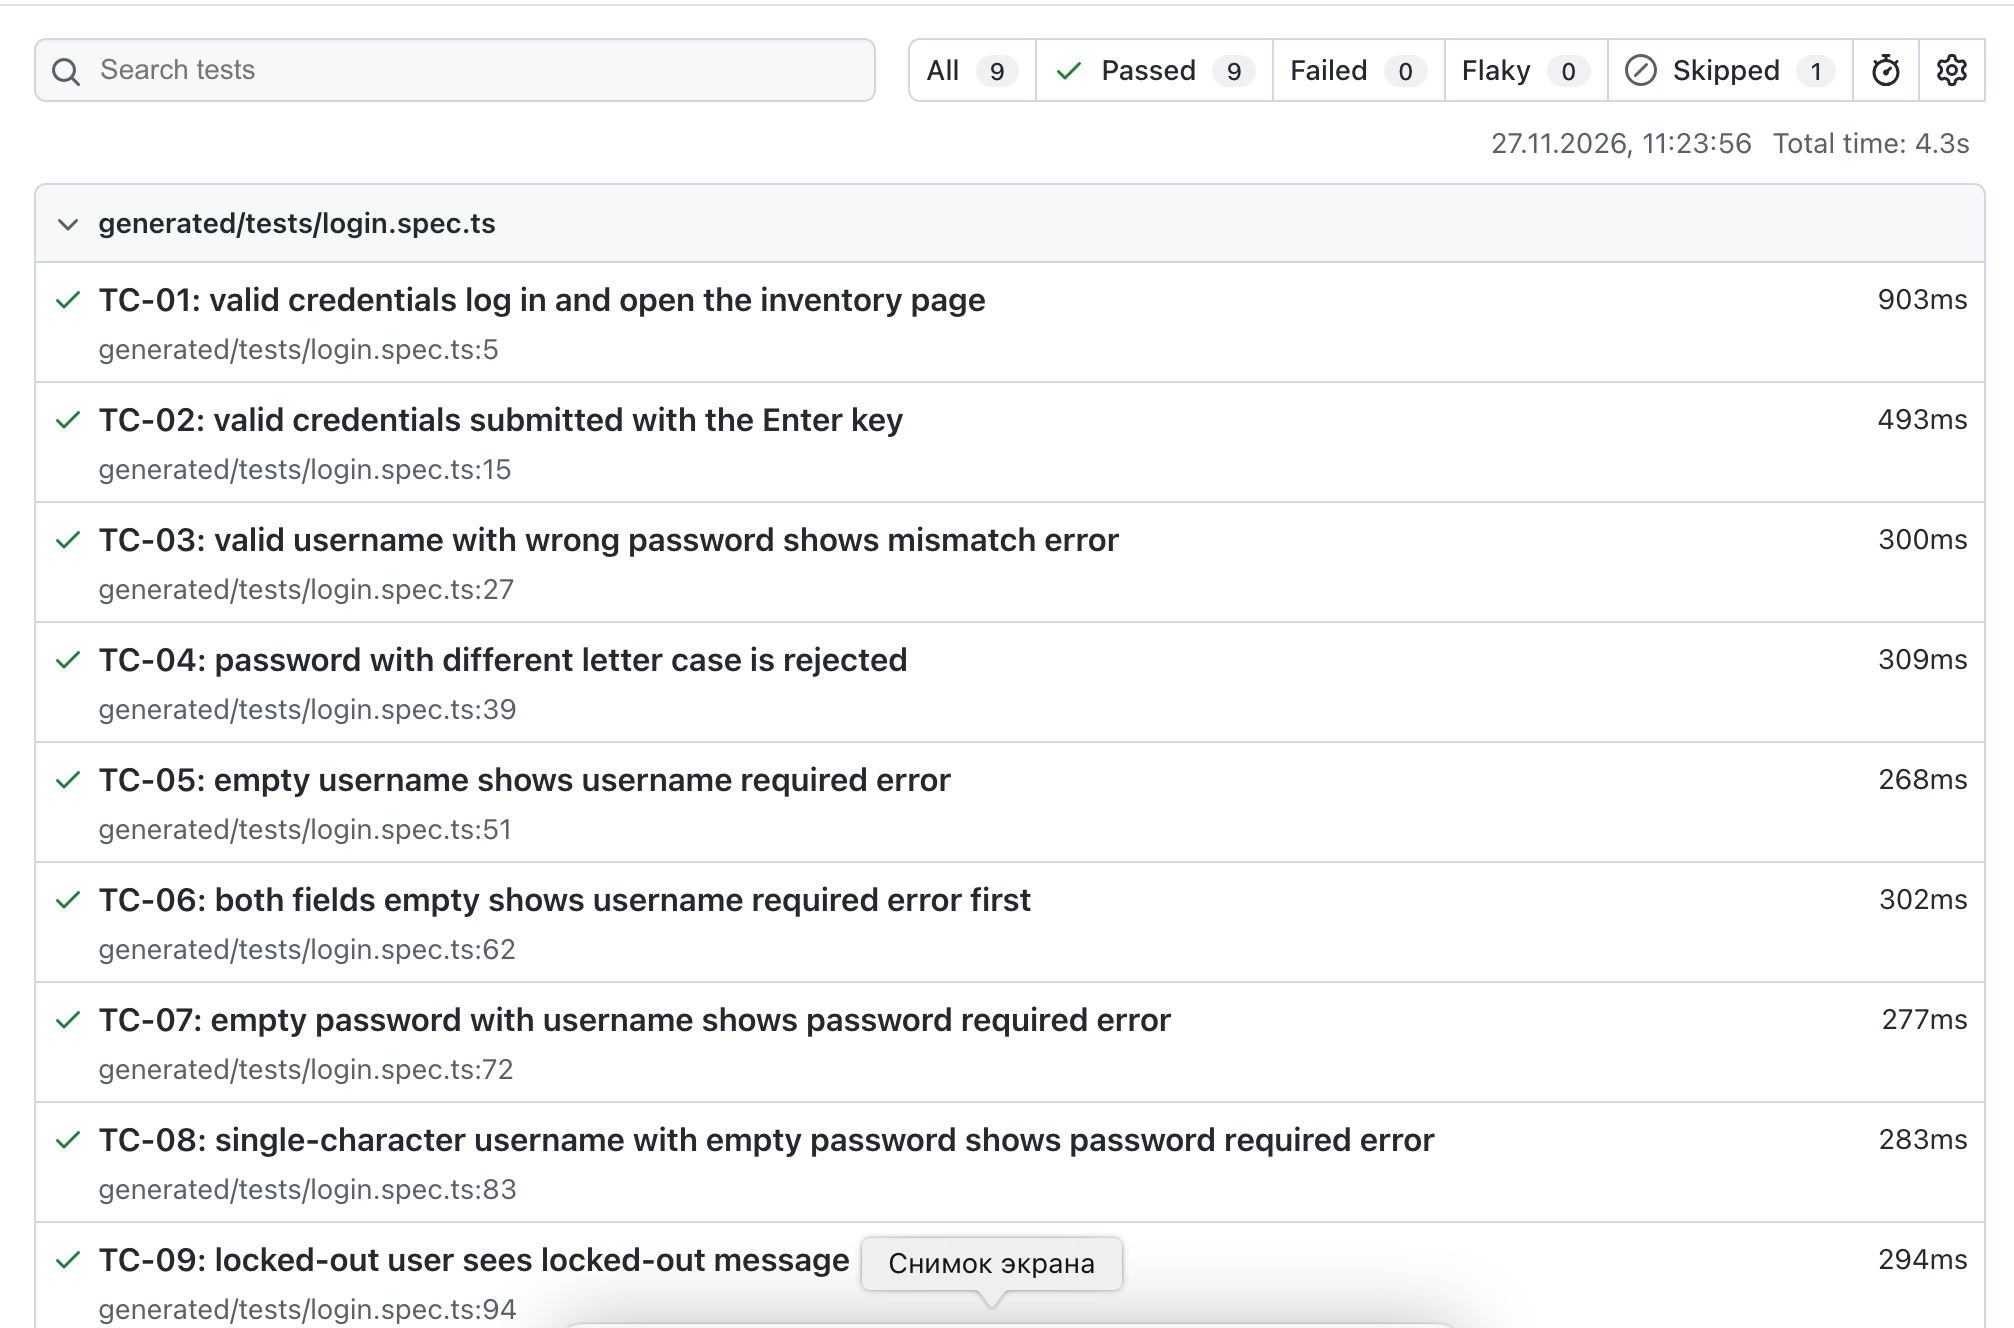 Search tests
All 9 Passed 9 Failed 0 Flaky 0 Skipped 1
27.11.2026, 11:23:56 Total time: 4.3s
generated/tests/login.spec.ts
TC-01: valid credentials log in and open the inventory page 903ms
generated/tests/login.spec.ts:5
TC-02: valid credentials submitted with the Enter key 493ms
generated/tests/login.spec.ts:15
TC-03: valid username with wrong password shows mismatch error 300ms
generated/tests/login.spec.ts:27
TC-04: password with different letter case is rejected 309ms
generated/tests/login.spec.ts:39
TC-05: empty username shows username required error 268ms
generated/tests/login.spec.ts:51
TC-06: both fields empty shows username required error first 302ms
generated/tests/login.spec.ts:62
TC-07: empty password with username shows password required error 277ms
generated/tests/login.spec.ts:72
TC-08: single-character username with empty password shows password required error 283ms
generated/tests/login.spec.ts:83
TC-09: locked-out user sees locked-out message Снимок экрана 294ms
generated/tests/login.spec.ts:94